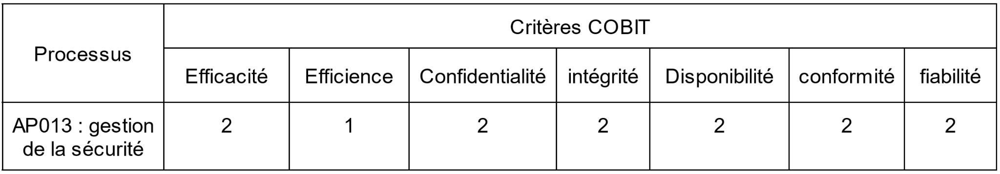 Critères COBIT
Processus
Efficacité Efficience Confidentialité intégrité Disponibilité conformité fiabilité
AP013 : gestion 2 1 2 2 2 2 2
de la sécurité